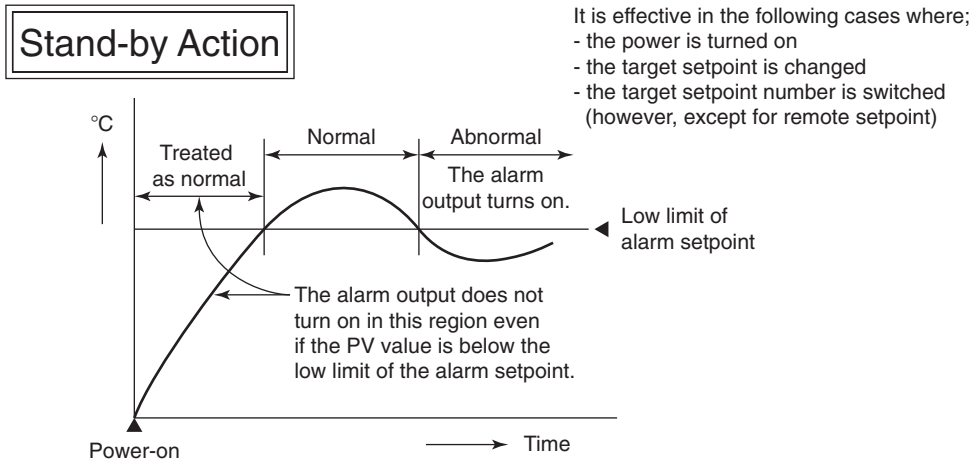 Stand-by Action
It is effective in the following cases where;
- the power is turned on
- the target setpoint is changed
- the target setpoint number is switched
(however, except for remote setpoint)
°C
Treated
as normal
Normal
Abnormal
The alarm
output turns on.
Low limit of
alarm setpoint
The alarm output does not
turn on in this region even
if the PV value is below the
low limit of the alarm setpoint.
Power-on
Time